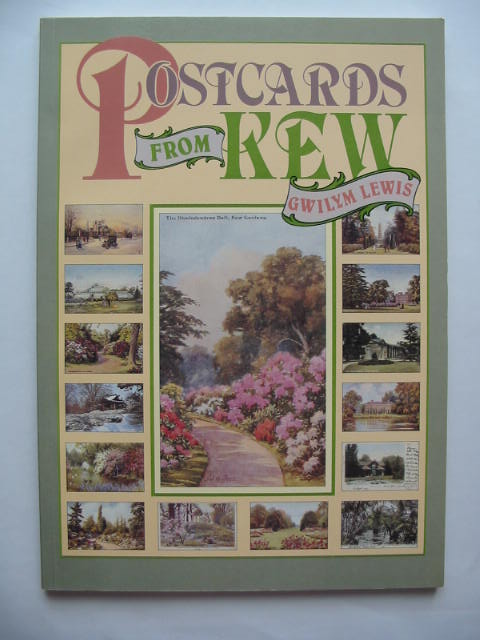 POSTCARDS
FROM KEW
GWILYM LEWIS
The Rhododendron Dell, Kew Gardens.